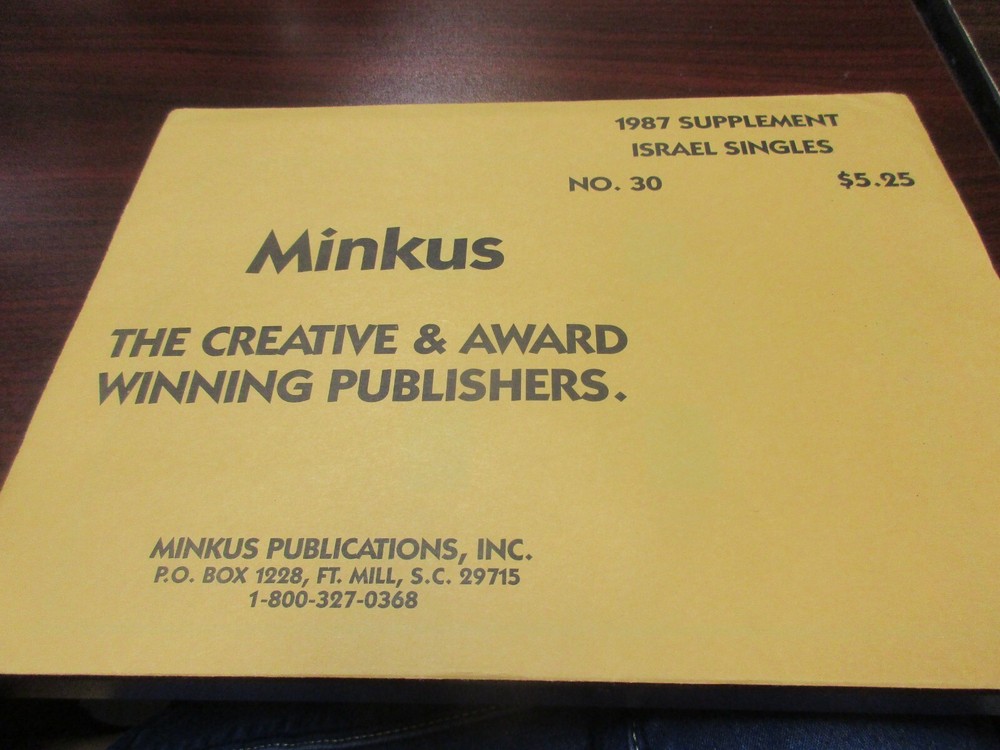 1987 SUPPLEMENT
ISRAEL SINGLES
NO. 30 $5.25
Minkus
THE CREATIVE & AWARD
WINNING PUBLISHERS.
MINKUS PUBLICATIONS, INC.
P.O. BOX 1228, FT. MILL, S.C. 29715
1-800-327-0368